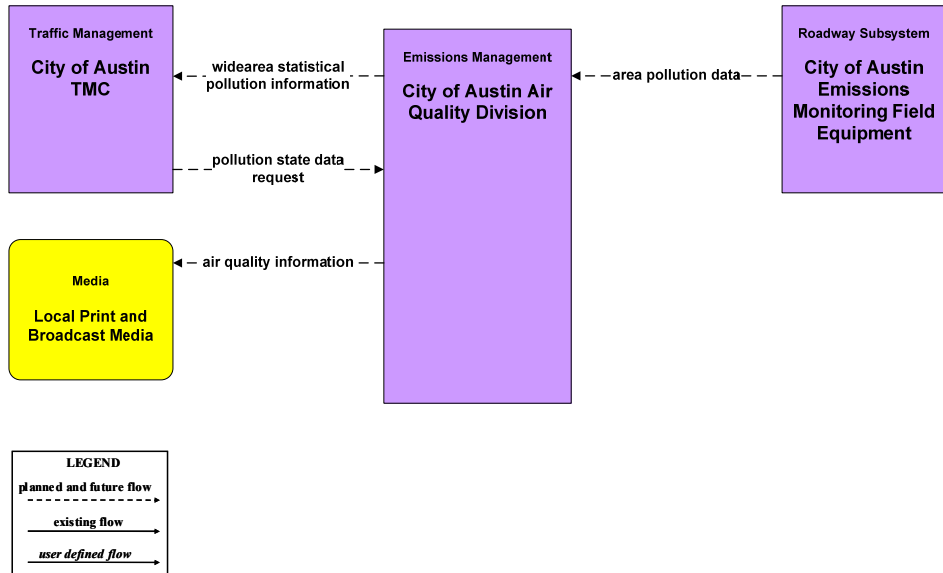 Traffic Management
City of Austin
TMC
widearea statistical
pollution information
pollution state data
request
Emissions Management
City of Austin Air
Quality Division
area pollution data
Roadway Subsystem
City of Austin
Emissions
Monitoring Field
Equipment
Media
Local Print and
Broadcast Media
air quality information
LEGEND
planned and future flow
existing flow
user defined flow